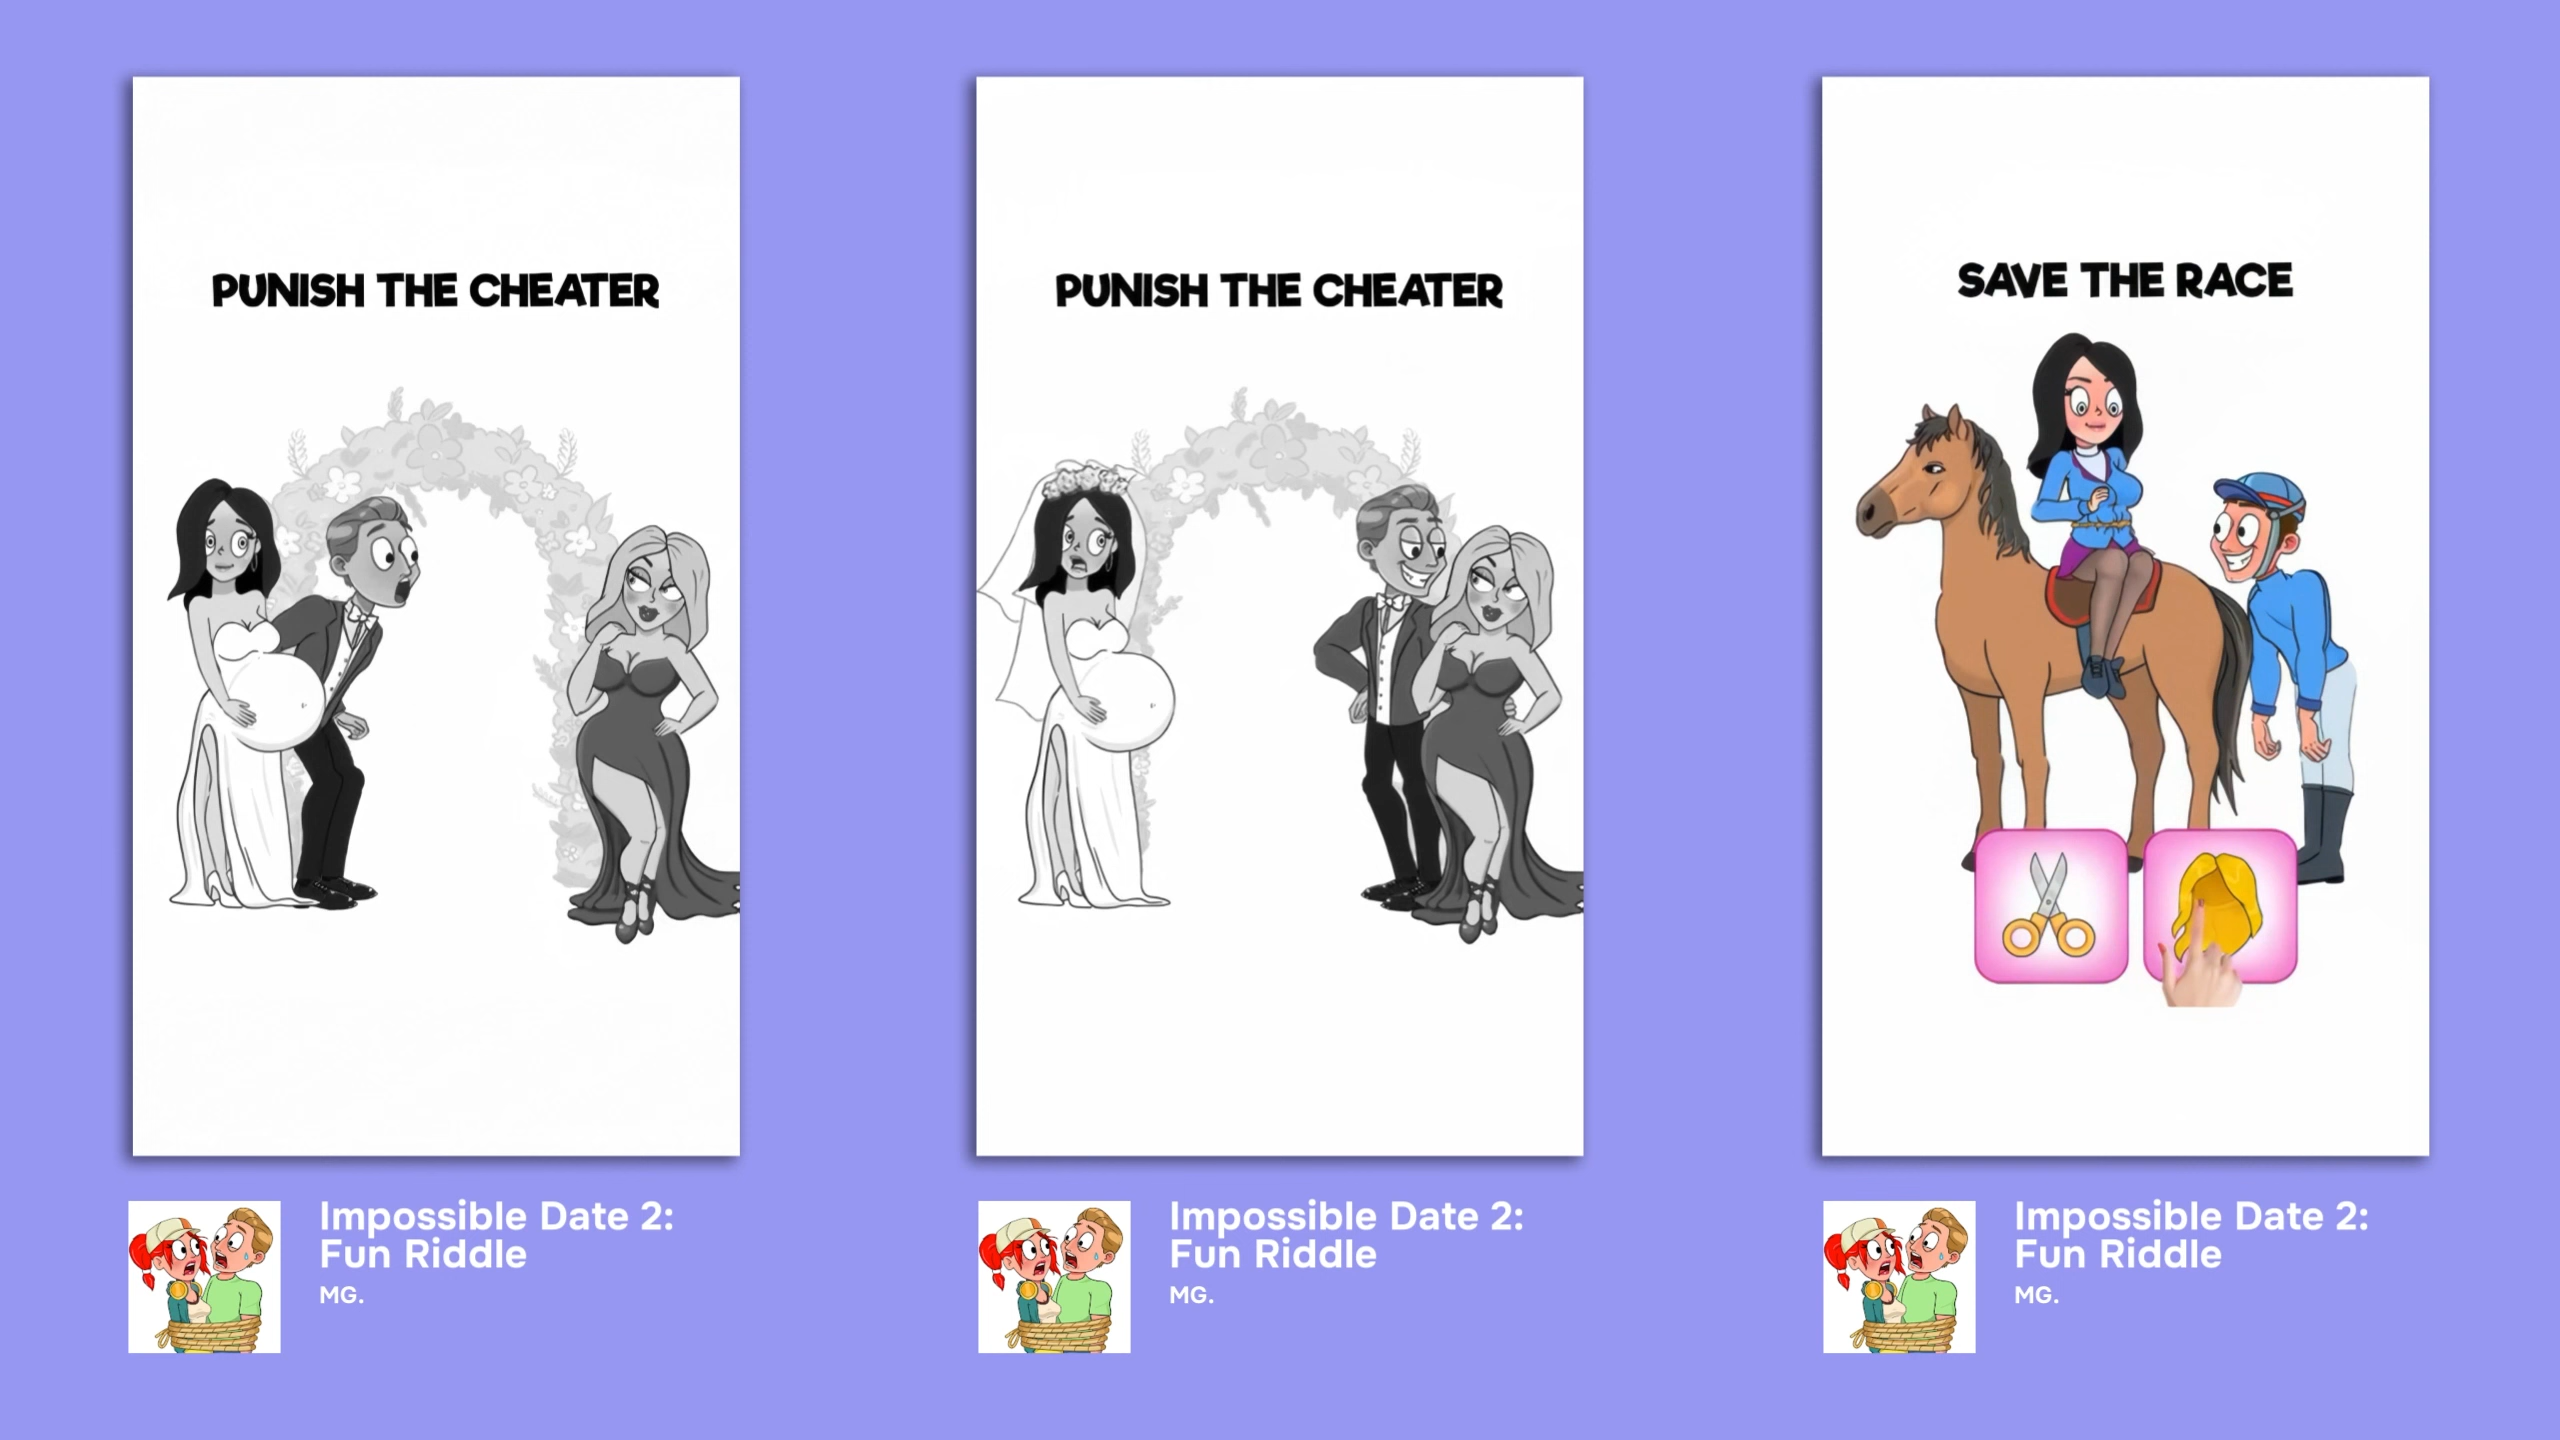 PUNISH THE CHEATER
PUNISH THE CHEATER
SAVE THE RACE
Impossible Date 2:
Fun Riddle
MG.
Impossible Date 2:
Fun Riddle
MG.
Impossible Date 2:
Fun Riddle
MG.